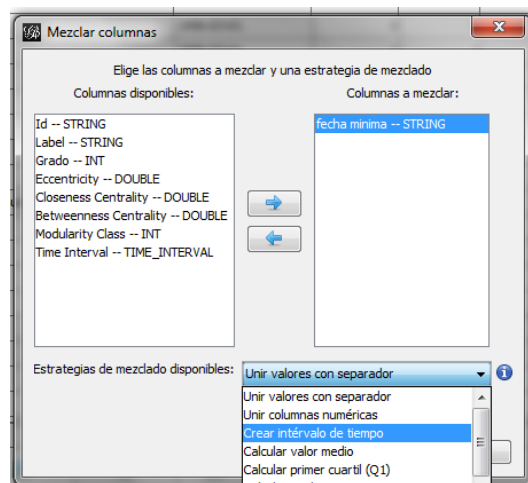 Mezclar columnas
Elige las columnas a mezclar y una estrategia de mezclado
Columnas disponibles:
Columnas a mezclar:
Id -- STRING
Label -- STRING
Grado -- INT
Eccentricity -- DOUBLE
Closeness Centrality -- DOUBLE
Betweenness Centrality -- DOUBLE
Modularity Class -- INT
Time Interval -- TIME_INTERVAL
fecha minima -- STRING
Estrategias de mezclado disponibles:
Unir valores con separador
Unir valores con separador
Unir columnas numéricas
Crear intérvalo de tiempo
Calcular valor medio
Calcular primer cuartil (Q1)